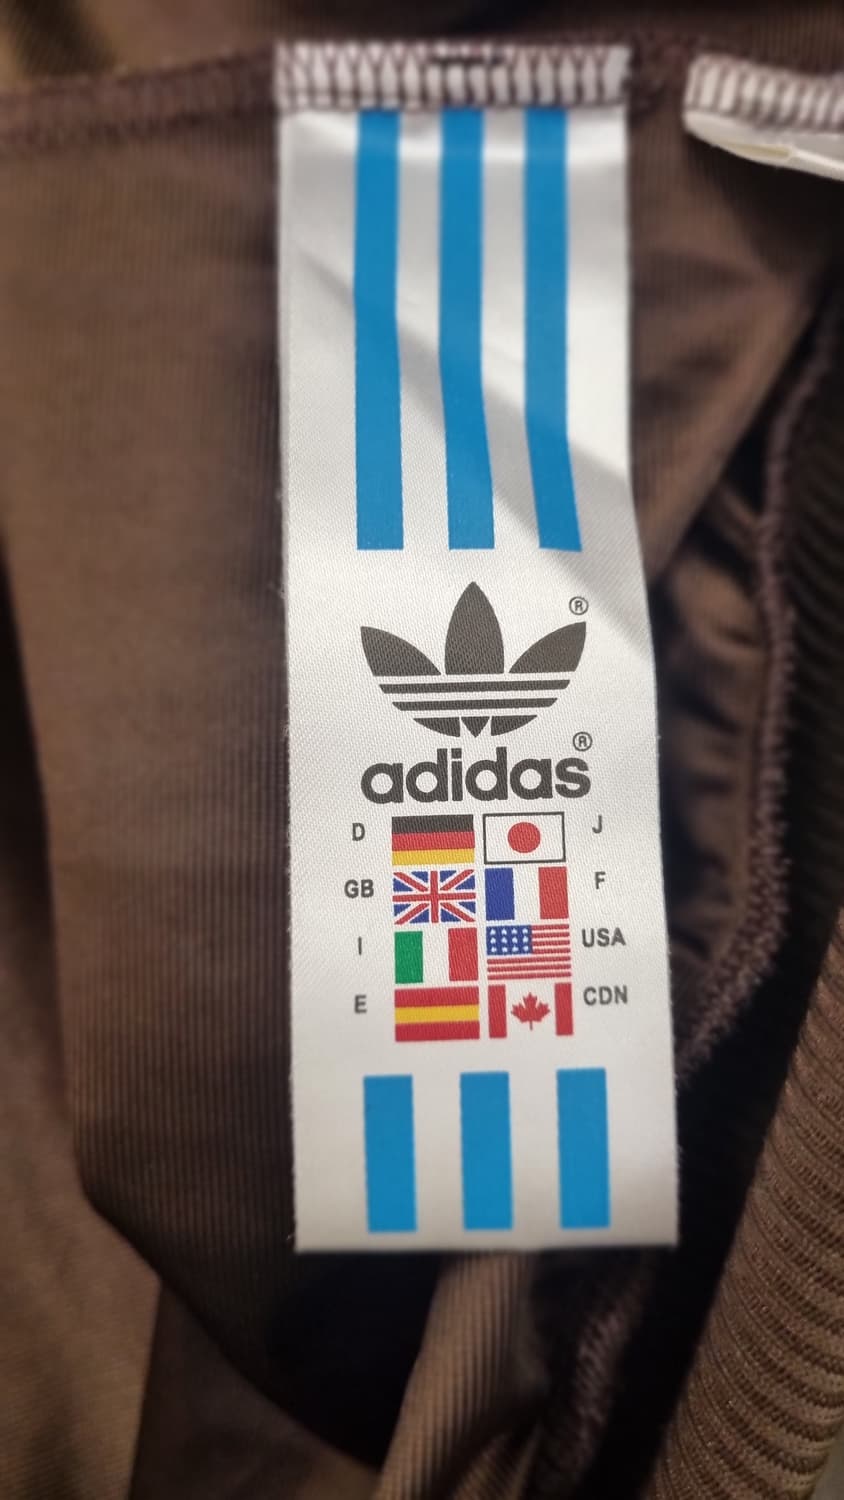 ®
adidas®
D J
GB F
I USA
E CDN